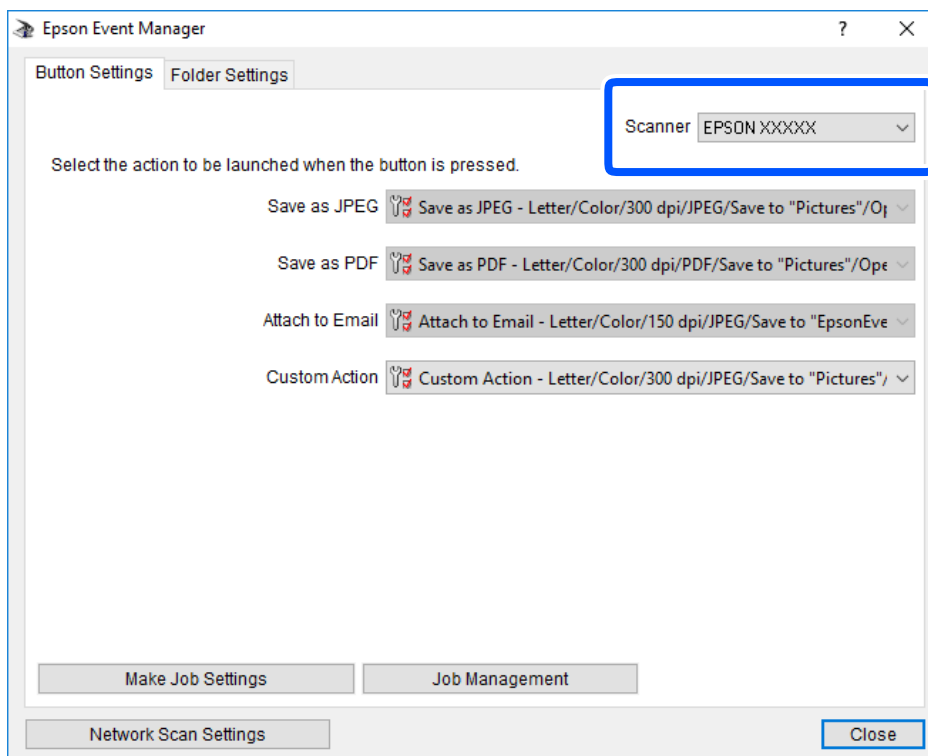 Epson Event Manager
Button Settings Folder Settings
Scanner EPSON XXXXX
Select the action to be launched when the button is pressed.
Save as JPEG Save as JPEG - Letter/Color/300 dpi/JPEG/Save to "Pictures"/Op
Save as PDF Save as PDF - Letter/Color/300 dpi/PDF/Save to "Pictures"/Ope
Attach to Email Attach to Email - Letter/Color/150 dpi/JPEG/Save to "EpsonEve
Custom Action Custom Action - Letter/Color/300 dpi/JPEG/Save to "Pictures"/
Make Job Settings Job Management
Network Scan Settings Close